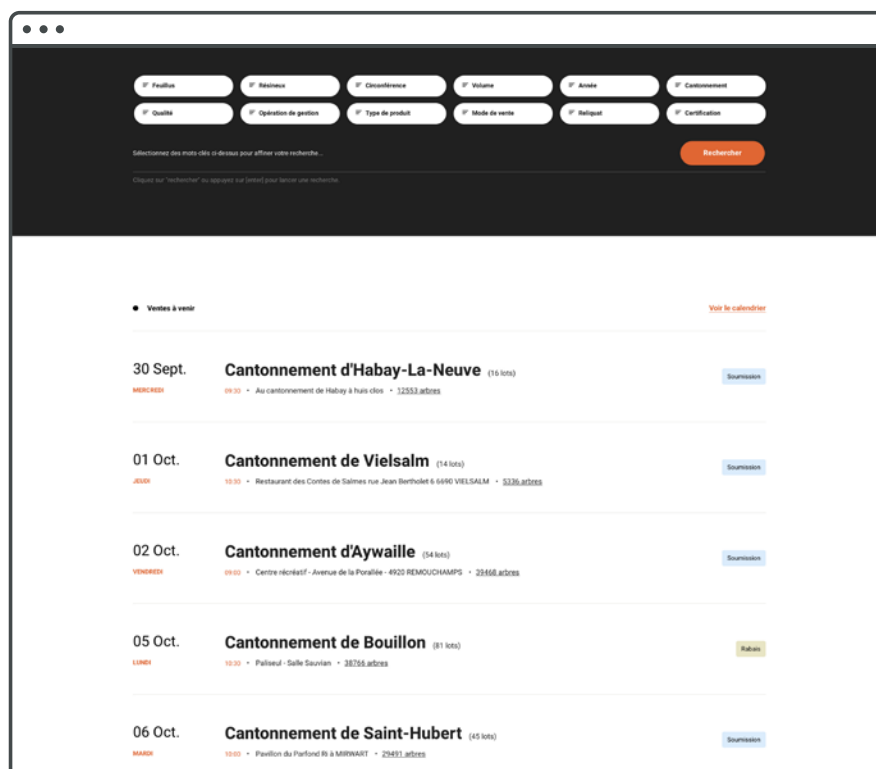 Feuillus Résineux Circonférence Volume Année Cantonnement
Qualité Opération de gestion Type de produit Mode de vente Reliquat Certification
Sélectionnez des mots clés ci-dessus pour affiner votre recherche... Rechercher
Cliquez sur "rechercher" ou appuyez sur [enter] pour lancer une recherche.
Ventes à venir Voir le calendrier
30 Sept. Cantonnement d'Habay-La-Neuve (16 lots) Soumission
MERCREDI 09:30 • Au cantonnement de Habay à huis clos • 12553 arbres
01 Oct. Cantonnement de Vielsalm (14 lots) Soumission
JEUDI 10:30 • Restaurant des Contes de Salmes rue Jean Bertholet 6 6690 VIELSALM • 5336 arbres
02 Oct. Cantonnement d'Aywaille (54 lots) Soumission
VENDREDI 09:00 • Centre récréatif - Avenue de la Porallée - 4920 REMOUCHAMPS • 39468 arbres
05 Oct. Cantonnement de Bouillon (81 lots) Rabais
LUNDI 10:30 • Paliseul - Salle Sauvian • 38766 arbres
06 Oct. Cantonnement de Saint-Hubert (45 lots) Soumission
MARDI 10:00 • Pavillon du Parfond Ri à MIRWART • 29491 arbres